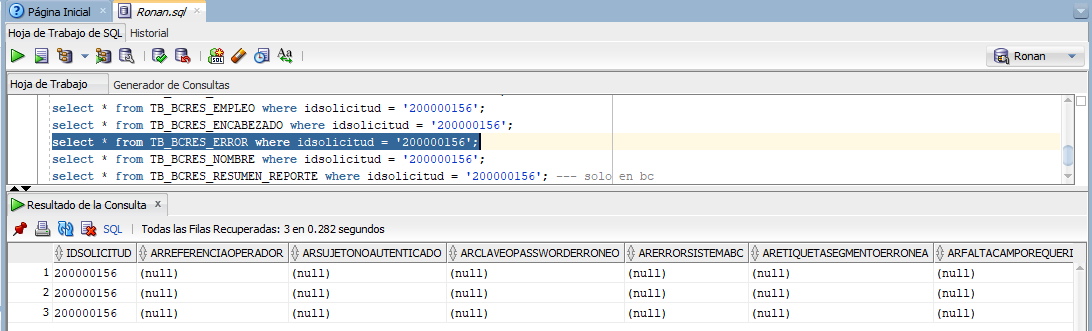 Página Inicial Ronan.sql
Hoja de Trabajo de SQL Historial
Ronan
Hoja de Trabajo Generador de Consultas
select * from TB_BCRES_EMPLEO where idsolicitud = '200000156';
select * from TB_BCRES_ENCABEZADO where idsolicitud = '200000156';
select * from TB_BCRES_ERROR where idsolicitud = '200000156';
select * from TB_BCRES_NOMBRE where idsolicitud = '200000156';
select * from TB_BCRES_RESUMEN_REPORTE where idsolicitud = '200000156'; --- solo en bc
Resultado de la Consulta x
SQL | Todas las Filas Recuperadas: 3 en 0.282 segundos
IDSOLICITUD ARREFERENCIAOPERADOR ARSUJETONOAUTENTICADO ARCLAVEOPASSWORDERRONEO ARERRORSISTEMABC ARETIQUETASEGMENTOERRONEA ARFALTACAMPOREQUERI
1 200000156 (null) (null) (null) (null) (null) (null)
2 200000156 (null) (null) (null) (null) (null) (null)
3 200000156 (null) (null) (null) (null) (null) (null)